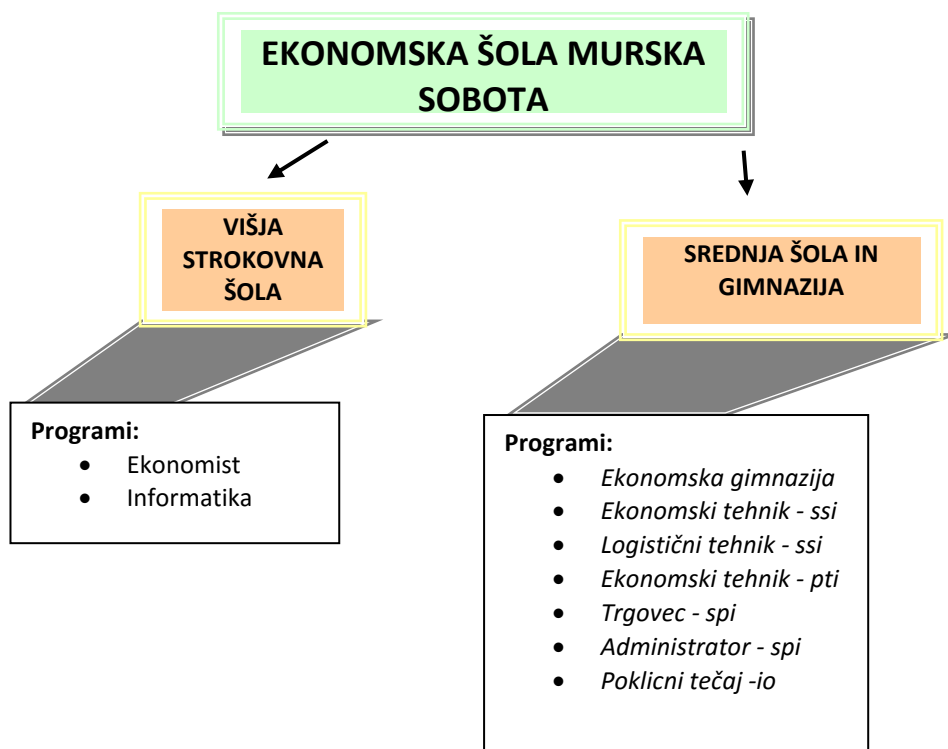 EKONOMSKA ŠOLA MURSKA
SOBOTA
VIŠJA
STROKOVNA
ŠOLA
SREDNJA ŠOLA IN
GIMNAZIJA
Programi:
• Ekonomist
• Informatika
Programi:
• Ekonomska gimnazija
• Ekonomski tehnik - ssi
• Logistični tehnik - ssi
• Ekonomski tehnik - pti
• Trgovec - spi
• Administrator - spi
• Poklicni tečaj -io